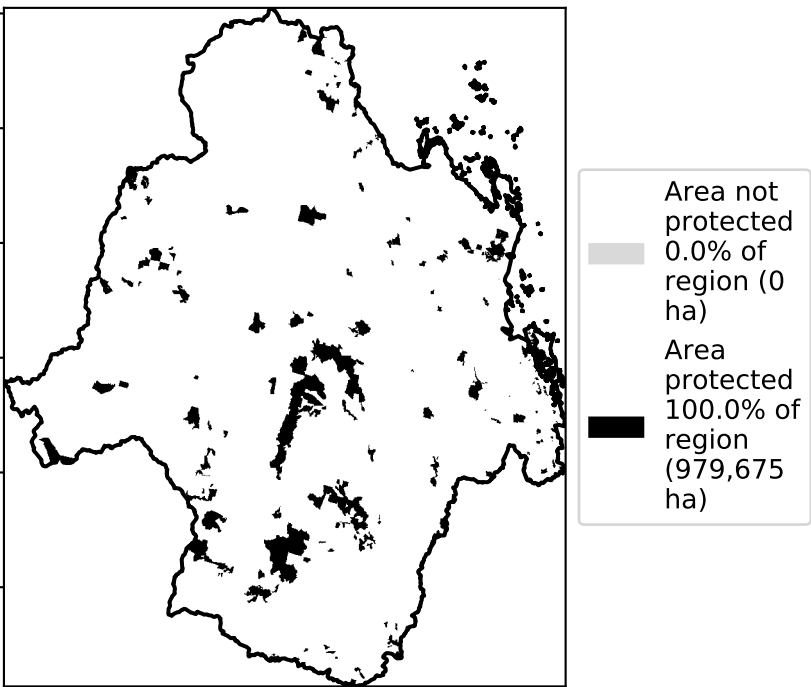 Area not
protected
0.0% of
region (0
ha)
Area
protected
100.0% of
region
(979,675
ha)